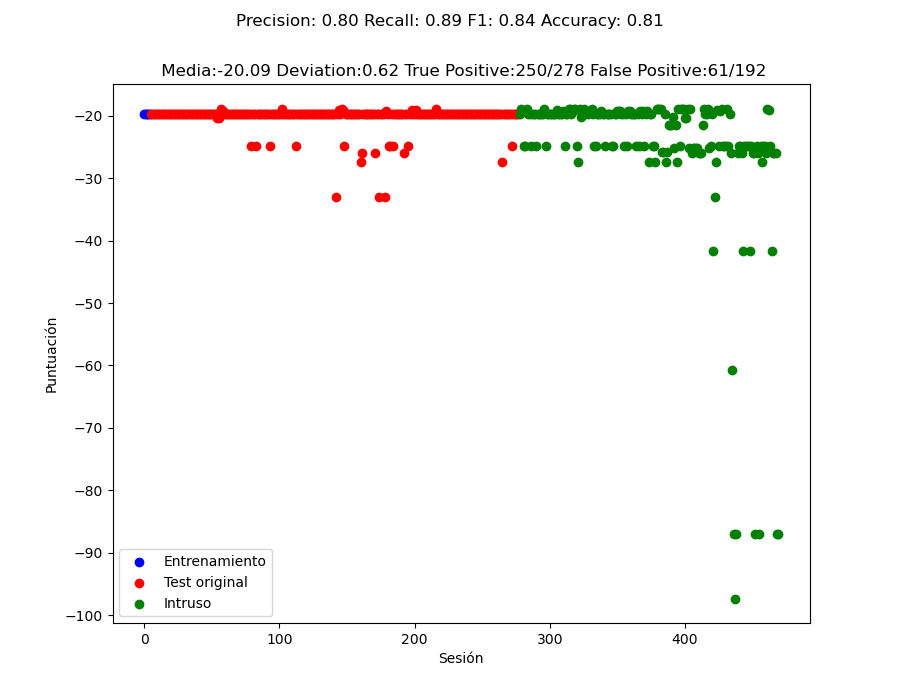 Precision: 0.80 Recall: 0.89 F1: 0.84 Accuracy: 0.81
Media:-20.09 Deviation:0.62 True Positive:250/278 False Positive:61/192
−20
−30
−40
−50
−60
−70
−80
−90
−100
Puntuación
Entrenamiento
Test original
Intruso
0
100
200
300
400
Sesión